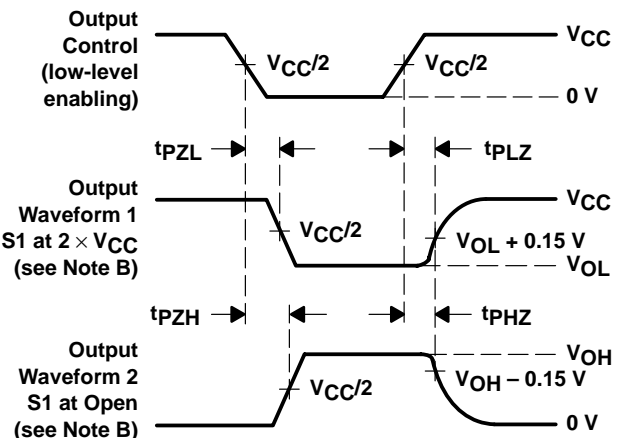 Output
Control
(low-level
enabling)
VCC
VCC/2
VCC/2
0 V
tPZL
tPLZ
Output
Waveform 1
S1 at 2 × VCC
(see Note B)
VCC
VCC/2
VOL + 0.15 V
VOL
tPZH
tPHZ
Output
Waveform 2
S1 at Open
(see Note B)
VOH
VCC/2
VOH – 0.15 V
0 V